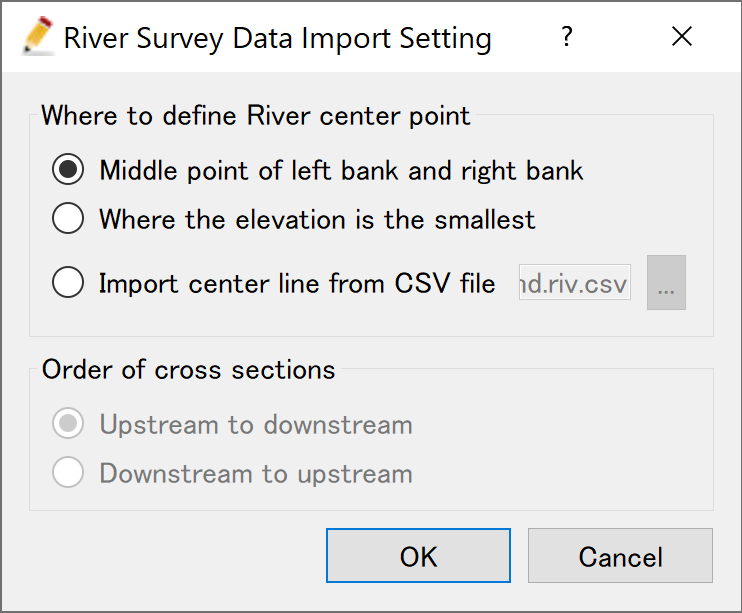 River Survey Data Import Setting ?
Where to define River center point
Middle point of left bank and right bank
Where the elevation is the smallest
Import center line from CSV file nd.riv.csv ...
Order of cross sections
Upstream to downstream
Downstream to upstream
OK Cancel